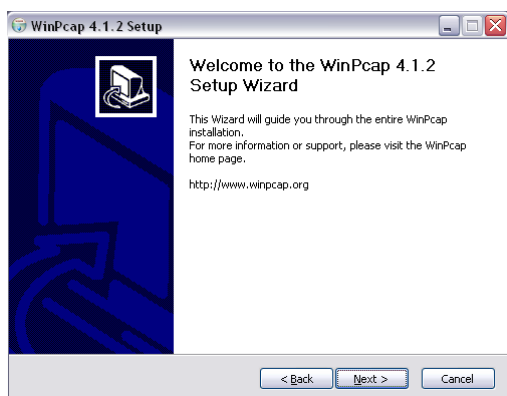 WinPcap 4.1.2 Setup
Welcome to the WinPcap 4.1.2
Setup Wizard
This Wizard will guide you through the entire WinPcap
installation.
For more information or support, please visit the WinPcap
home page.
http://www.winpcap.org
< Back
Next >
Cancel